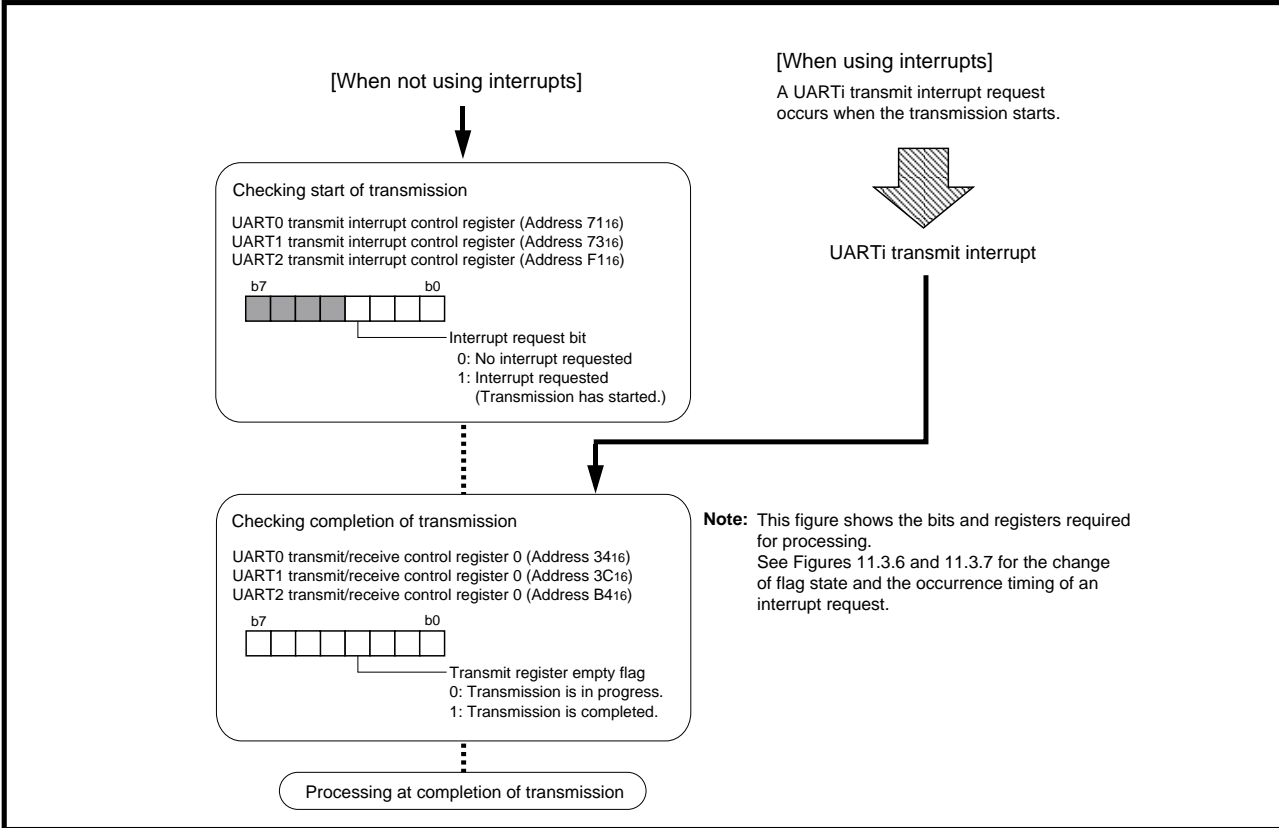 [When not using interrupts]
[When using interrupts]
A UARTi transmit interrupt request
occurs when the transmission starts.
Checking start of transmission
UART0 transmit interrupt control register (Address 7116)
UART1 transmit interrupt control register (Address 7316)
UART2 transmit interrupt control register (Address F116)
b7 b0
Interrupt request bit
0: No interrupt requested
1: Interrupt requested
(Transmission has started.)
UARTi transmit interrupt
Checking completion of transmission
UART0 transmit/receive control register 0 (Address 3416)
UART1 transmit/receive control register 0 (Address 3C16)
UART2 transmit/receive control register 0 (Address B416)
b7 b0
Transmit register empty flag
0: Transmission is in progress.
1: Transmission is completed.
Note: This figure shows the bits and registers required
for processing.
See Figures 11.3.6 and 11.3.7 for the change
of flag state and the occurrence timing of an
interrupt request.
Processing at completion of transmission